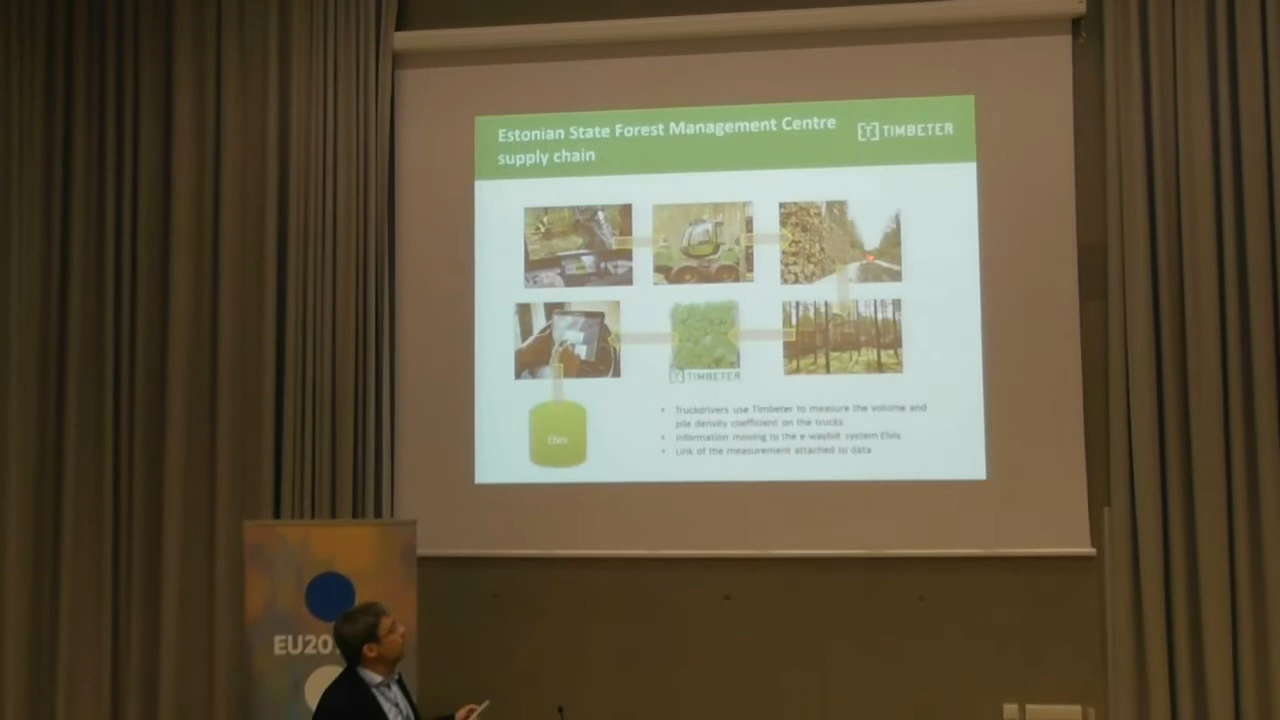 Estonian State Forest Management Centre
supply chain
TIMBETER
TIMBETER
Elvis
• Truckdrivers use Timbeter to measure the volume and
pile density coefficient on the trucks
• Information moving to the e-waybill system Elvis
• Link of the measurement attached to data
EU20